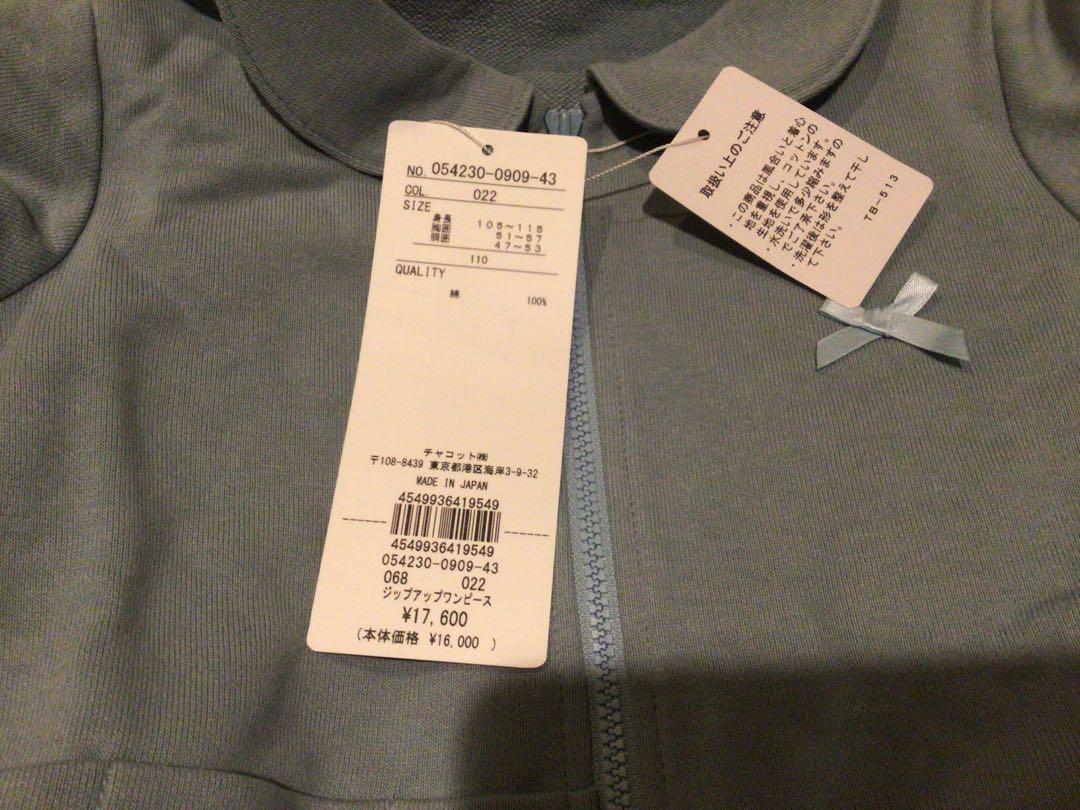 NO. 054230-0909-43
COL. 022
SIZE
身長 105~115
胸囲 51~57
胴囲 47~53
110
QUALITY
綿 100%
チャコット㈱
〒108-8439 東京都港区海岸3-9-32
MADE IN JAPAN
4549936419549
4549936419549
054230-0909-43
068 022
ジップアップワンピース
¥17,600
(本体価格 ¥16,000 )
取扱い上のご注意
・この商品は風合いと着心
地を重視し、コットンの
生地を使用しています。
・水洗いで多少縮みますの
でご了承下さい。
・洗濯後は形を整えて干し
て下さい。
TB-513